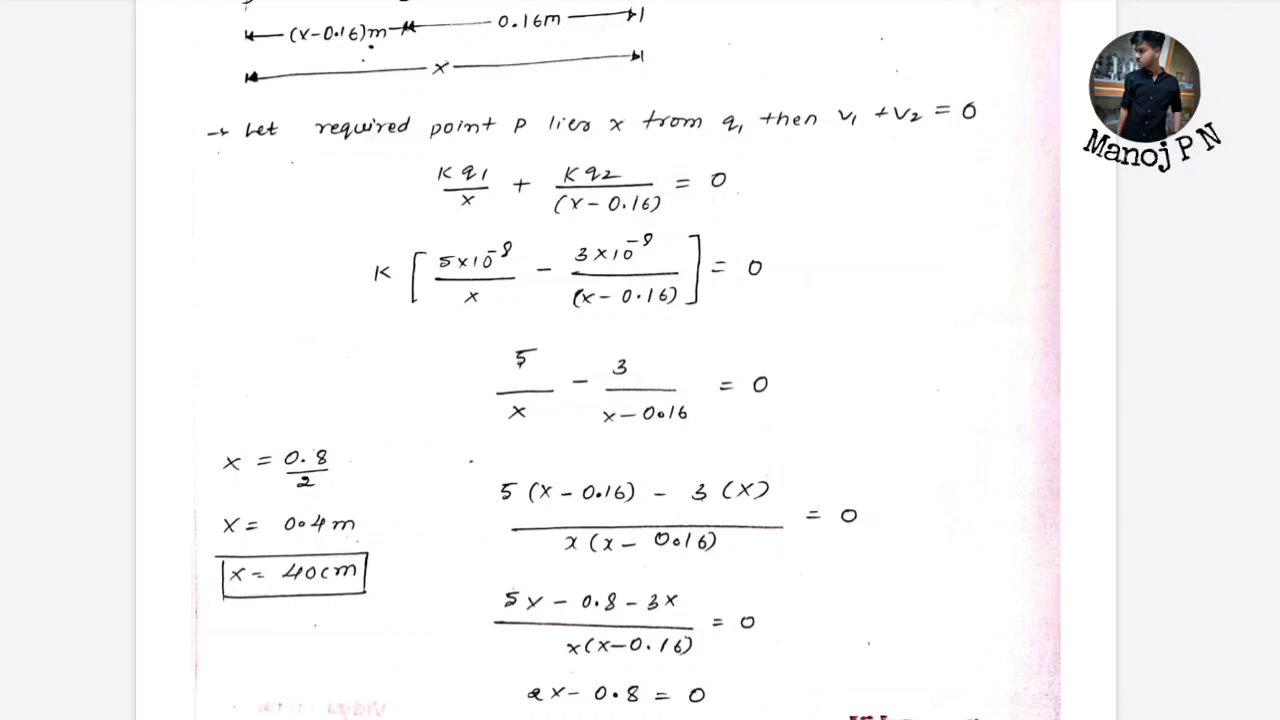 (x-0.16)m
0.16m
x
→ Let required point P lies x from q₁ then V₁ + V₂ = 0
Kq₁/x + Kq₂/(x-0.16) = 0
K [ 5×10⁻⁸/x - 3×10⁻⁸/(x-0.16) ] = 0
5/x - 3/x-0.16 = 0
5(x-0.16) - 3(x)/x(x-0.16) = 0
5x-0.8-3x/x(x-0.16) = 0
2x-0.8 = 0
x = 0.8/2
x = 0.4m
x = 40cm
Manoj P N